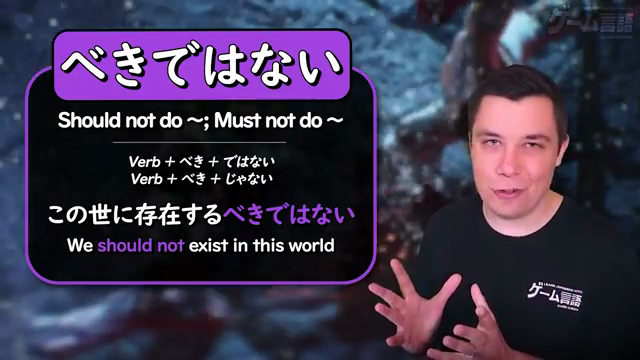 べきではない
Should not do ～; Must not do ～
Verb + べき + ではない
Verb + べき + じゃない
この世に存在するべきではない
We should not exist in this world
ゲーム言語
ゲーム言語